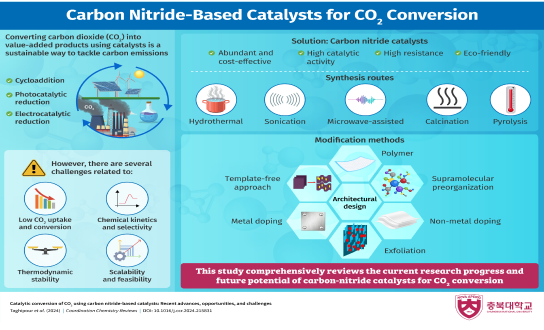 Carbon Nitride-Based Catalysts for CO₂ Conversion
Converting carbon dioxide (CO₂) into
value-added products using catalysts is a
sustainable way to tackle carbon emissions
Cycloaddition
Photocatalytic
reduction
Electrocatalytic
reduction
CO₂
However, there are several
challenges related to:
Low CO₂ uptake
and conversion
Chemical kinetics
and selectivity
Thermodynamic
stability
Scalability
and feasibility
Solution: Carbon nitride catalysts
Abundant and
cost-effective
High catalytic
activity
High resistance
Eco-friendly
Synthesis routes
Hydrothermal
Sonication
Microwave-assisted
Calcination
Pyrolysis
Modification methods
Polymer
Template-free
approach
Supramolecular
preorganization
Architectural
design
Metal doping
Non-metal doping
Exfoliation
This study comprehensively reviews the current research progress and
future potential of carbon-nitride catalysts for CO₂ conversion
Catalytic conversion of CO₂ using carbon nitride-based catalysts: Recent advances, opportunities, and challenges
Taghipour et al. (2024) | Coordination Chemistry Reviews | DOI: 10.1016/j.ccr.2024.215831
충북대학교